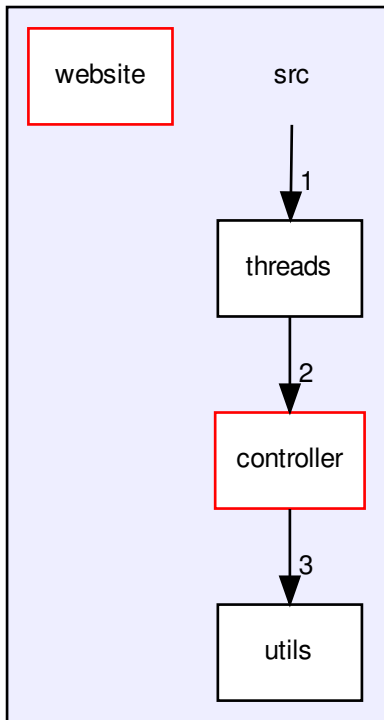 website
src
1
threads
2
controller
3
utils